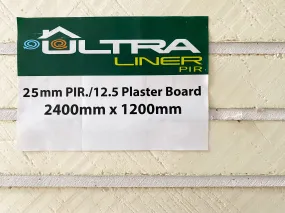 ULTRA
LINER
PIR
25mm PIR./12.5 Plaster Board
2400mm x 1200mm